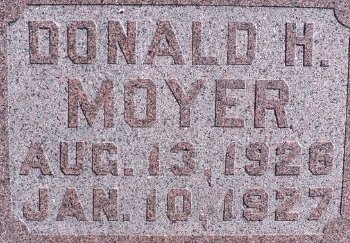 DONALD H.
MOYER
AUG. 13, 1926
JAN. 10, 1927